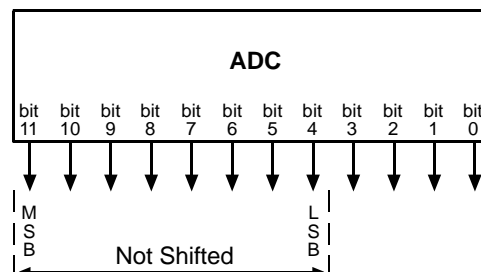 ADC
bit bit bit bit bit bit bit bit bit bit bit bit
11 10 9 8 7 6 5 4 3 2 1 0
M L
S S
B B
Not Shifted